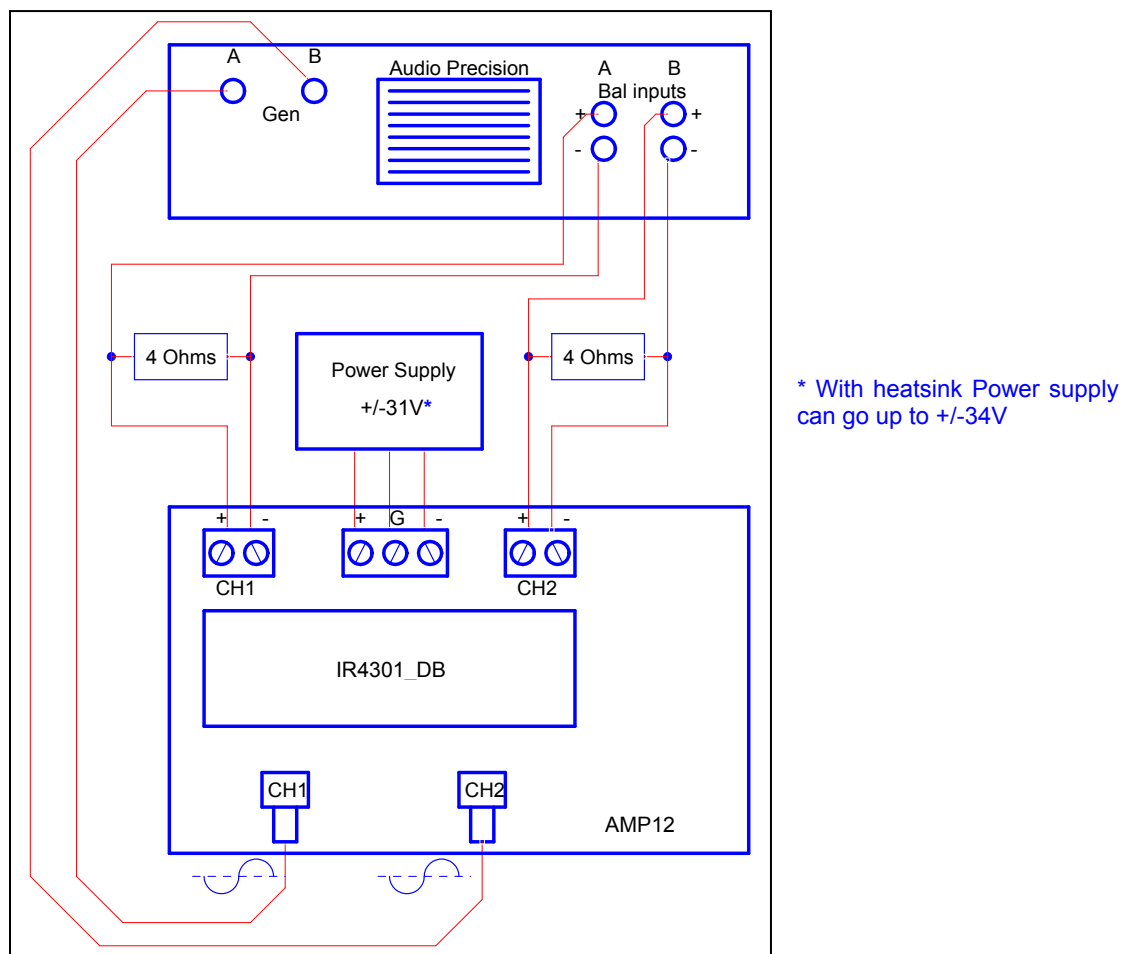 A B
Gen
Audio Precision
A B
Bal inputs
+ +
- -
4 Ohms
Power Supply
+/-31V*
4 Ohms
* With heatsink Power supply
can go up to +/-34V
+ -
+ G -
+ -
CH1
CH2
IR4301_DB
CH1
CH2
AMP12